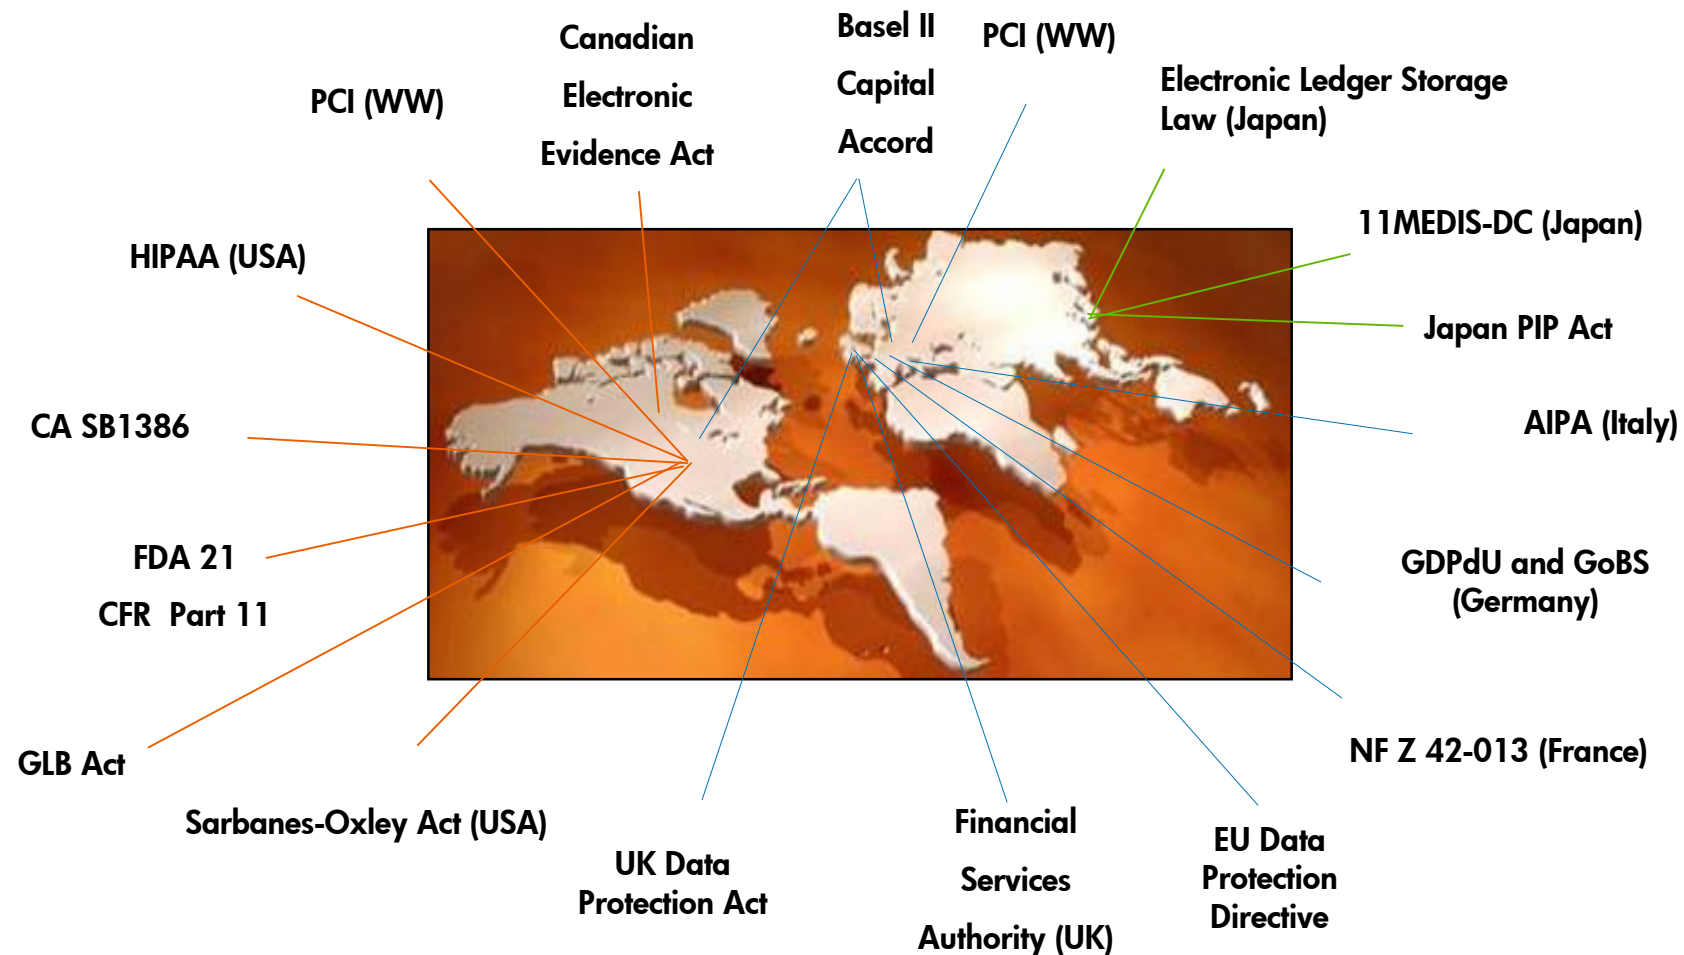 Canadian
Electronic
Evidence Act
Basel II
Capital
Accord
PCI (WW)
Electronic Ledger Storage
Law (Japan)
PCI (WW)
HIPAA (USA)
11MEDIS-DC (Japan)
Japan PIP Act
CA SB1386
AIPA (Italy)
FDA 21
CFR  Part 11
GDPdU and GoBS
(Germany)
GLB Act
NF Z 42-013 (France)
Sarbanes-Oxley Act (USA)
UK Data
Protection Act
Financial
Services
Authority (UK)
EU Data
Protection
Directive